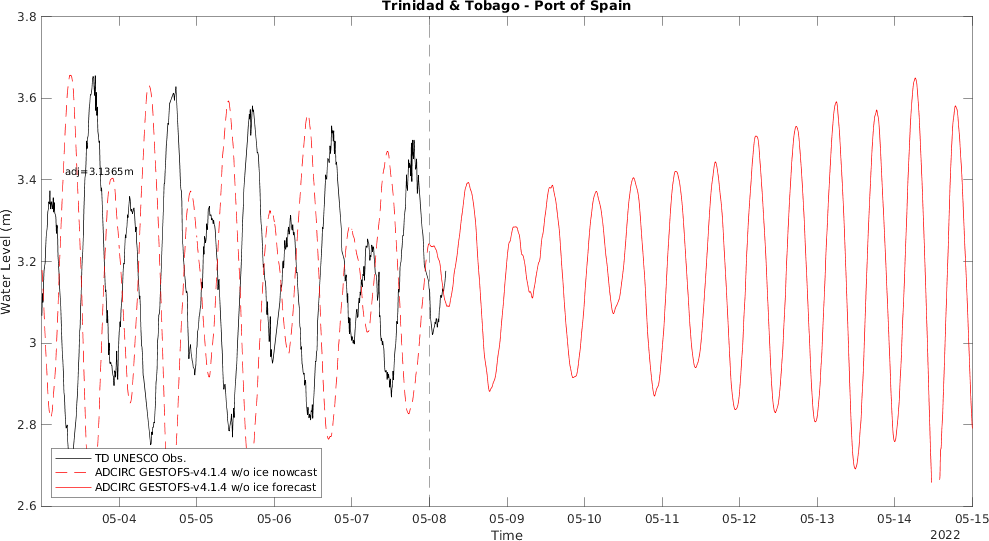 Trinidad & Tobago - Port of Spain
3.8
3.6
3.4
3.2
3
2.8
2.6
Water Level (m)
adj=3.1365m
TD UNESCO Obs.
ADCIRC GESTOFS-v4.1.4 w/o ice nowcast
ADCIRC GESTOFS-v4.1.4 w/o ice forecast
05-04 05-05 05-06 05-07 05-08 05-09 05-10 05-11 05-12 05-13 05-14 05-15
Time
2022